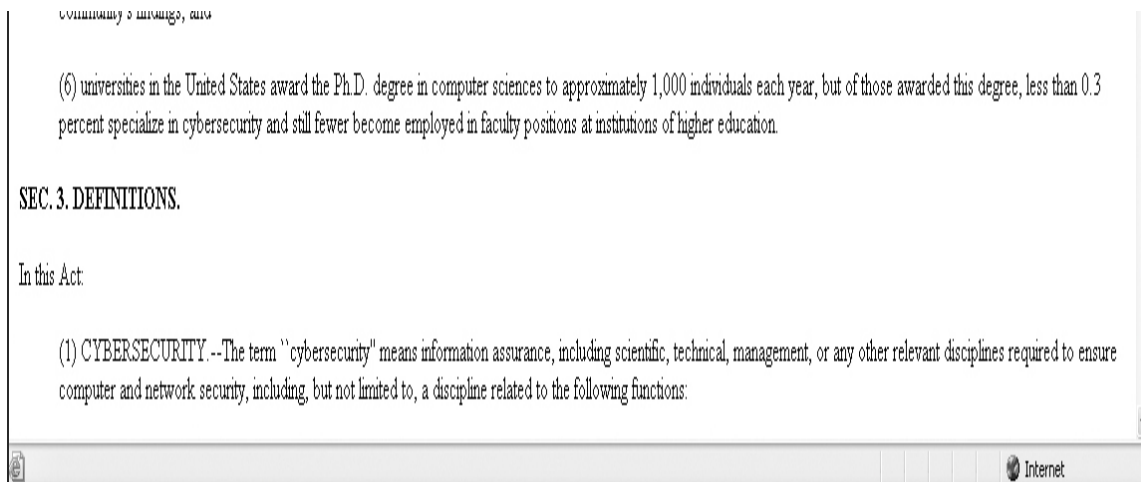 community's findings, and
(6) universities in the United States award the Ph.D. degree in computer sciences to approximately 1,000 individuals each year, but of those awarded this degree, less than 0.3
percent specialize in cybersecurity and still fewer become employed in faculty positions at institutions of higher education.
SEC. 3. DEFINITIONS.
In this Act:
(1) CYBERSECURITY.--The term ``cybersecurity'' means information assurance, including scientific, technical, management, or any other relevant disciplines required to ensure
computer and network security, including, but not limited to, a discipline related to the following functions:
Internet